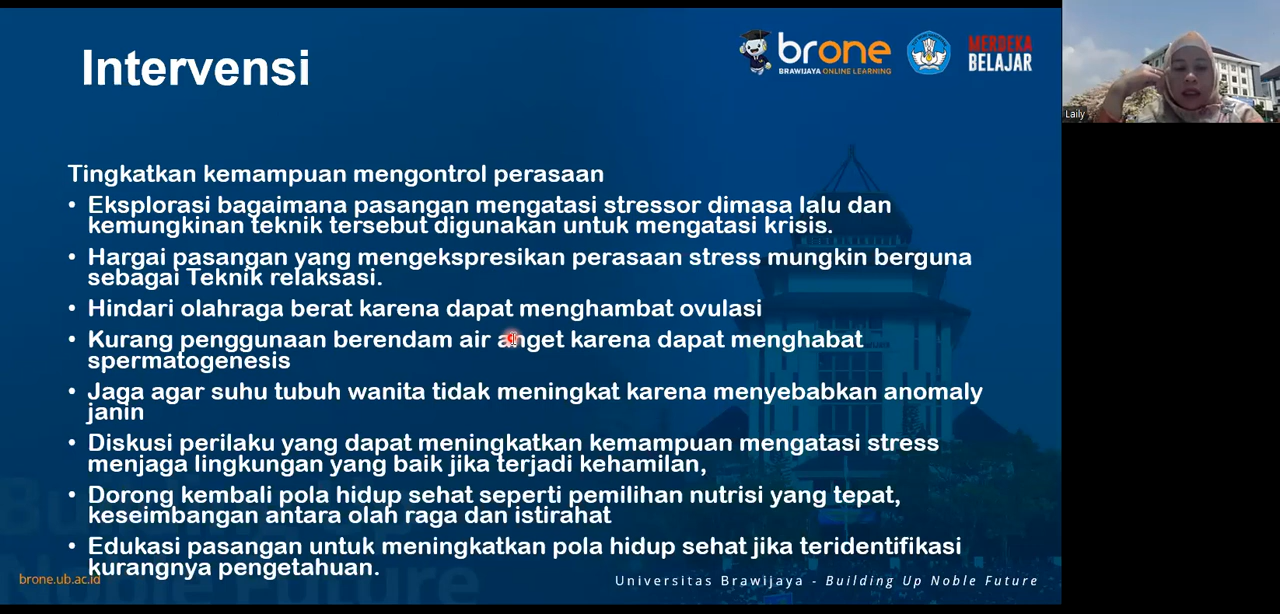 Intervensi
brone
BRAWIJAYA ONLINE LEARNING
MERDEKA
BELAJAR
Laily
Tingkatkan kemampuan mengontrol perasaan
• Eksplorasi bagaimana pasangan mengatasi stressor dimasa lalu dan
kemungkinan teknik tersebut digunakan untuk mengatasi krisis.
• Hargai pasangan yang mengekspresikan perasaan stress mungkin berguna
sebagai Teknik relaksasi.
• Hindari olahraga berat karena dapat menghambat ovulasi
• Kurang penggunaan berendam air anget karena dapat menghabat
spermatogenesis
• Jaga agar suhu tubuh wanita tidak meningkat karena menyebabkan anomaly
janin
• Diskusi perilaku yang dapat meningkatkan kemampuan mengatasi stress
menjaga lingkungan yang baik jika terjadi kehamilan,
• Dorong kembali pola hidup sehat seperti pemilihan nutrisi yang tepat,
keseimbangan antara olah raga dan istirahat
• Edukasi pasangan untuk meningkatkan pola hidup sehat jika teridentifikasi
kurangnya pengetahuan.
brone.ub.ac.id
Universitas Brawijaya - Building Up Noble Future